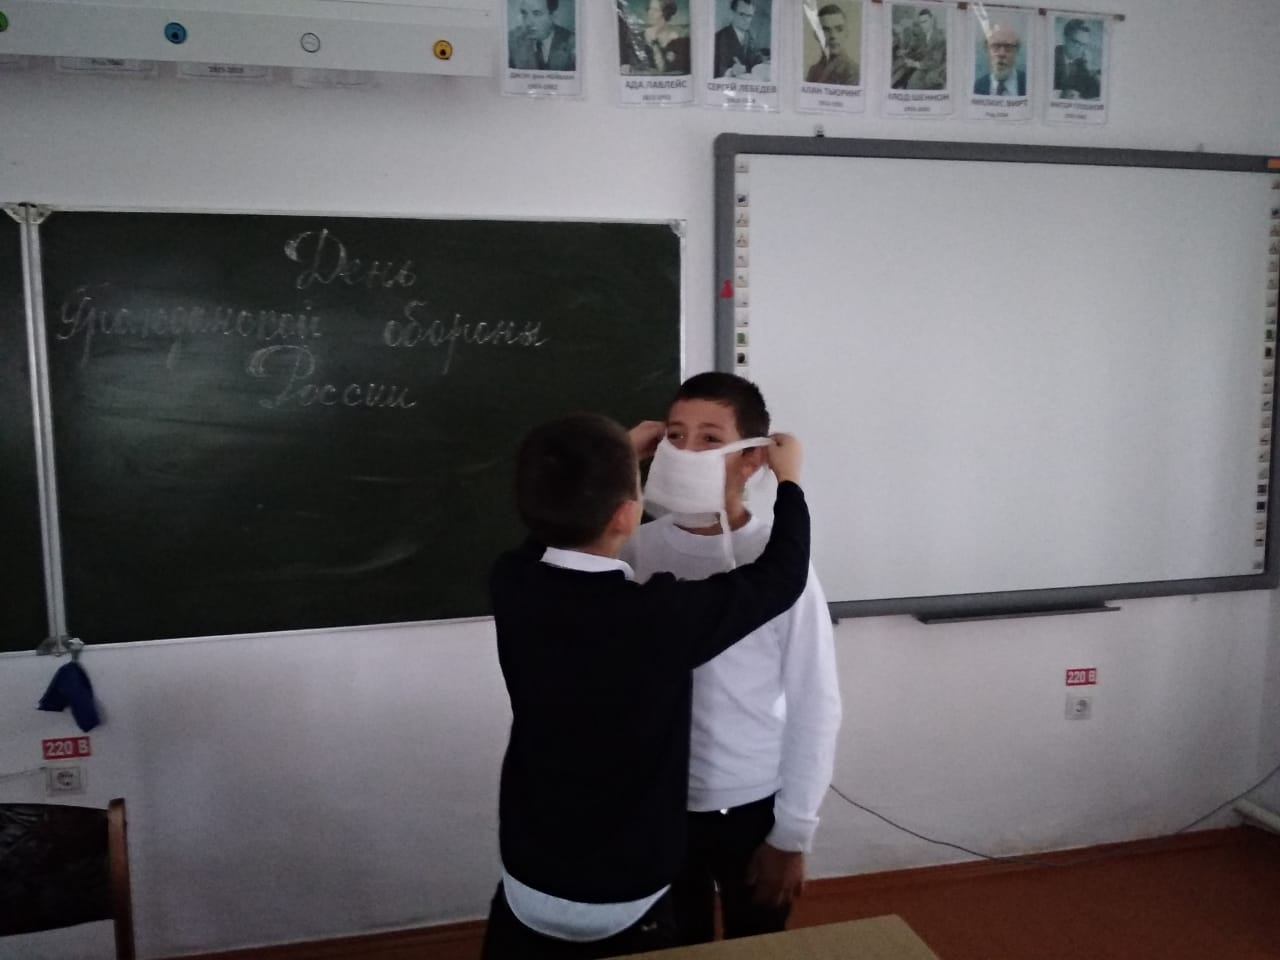 АДА ЛАВЛЕЙС
СЕРГЕЙ ЛЕБЕДЕВ
АЛАН ТЬЮРИНГ
КЛОД ШЕННОН
НИКЛАУС ВИРТ
День
Гражданской обороны
России
220 В
220 В